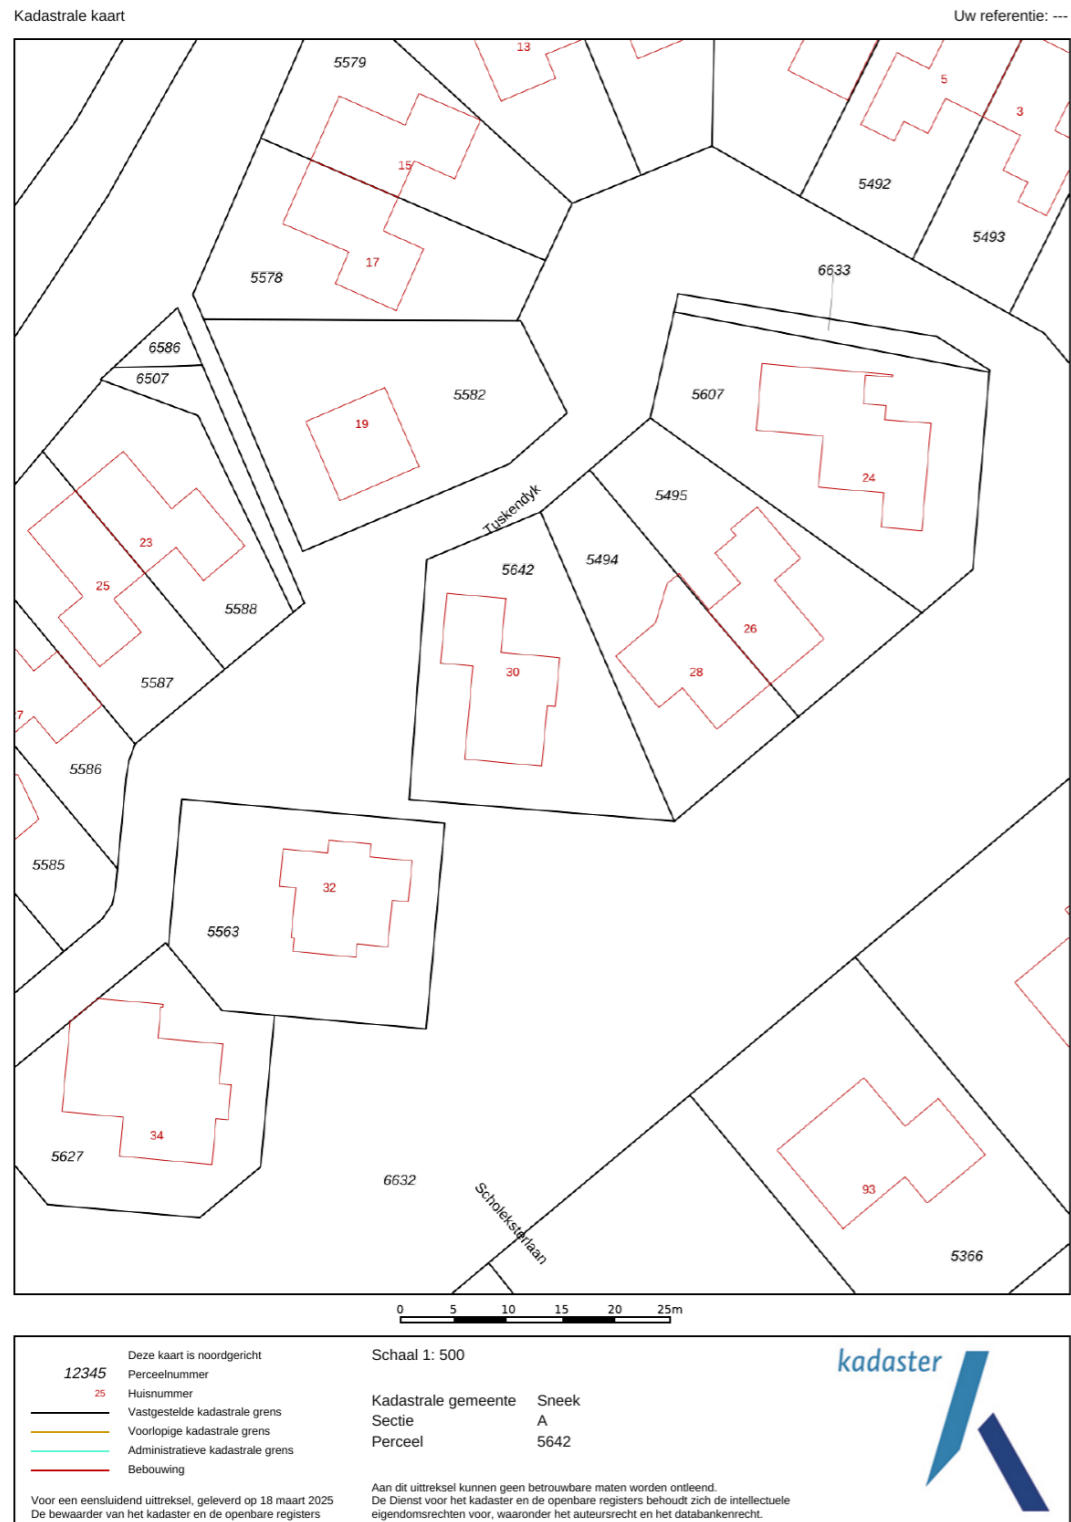 Kadastrale kaart
Uw referentie: ---
5579
13
5
3
15
5492
5493
17
5578
6633
6586
6507
5582
5607
19
24
5495
Tuskendyk
23
5494
5642
25
5588
26
30
28
5587
7
5586
5585
32
5563
34
5627
6632
Scholeksterlaan
93
5366
0 5 10 15 20 25m
Deze kaart is noordgericht
12345 Perceelnummer
25 Huisnummer
Vastgestelde kadastrale grens
Voorlopige kadastrale grens
Administratieve kadastrale grens
Bebouwing
Voor een eensluidend uittreksel, geleverd op 18 maart 2025
De bewaarder van het kadaster en de openbare registers
Schaal 1: 500
Kadastrale gemeente Sneek
Sectie A
Perceel 5642
Aan dit uittreksel kunnen geen betrouwbare maten worden ontleend.
De Dienst voor het kadaster en de openbare registers behoudt zich de intellectuele
eigendomsrechten voor, waaronder het auteursrecht en het databankenrecht.
kadaster